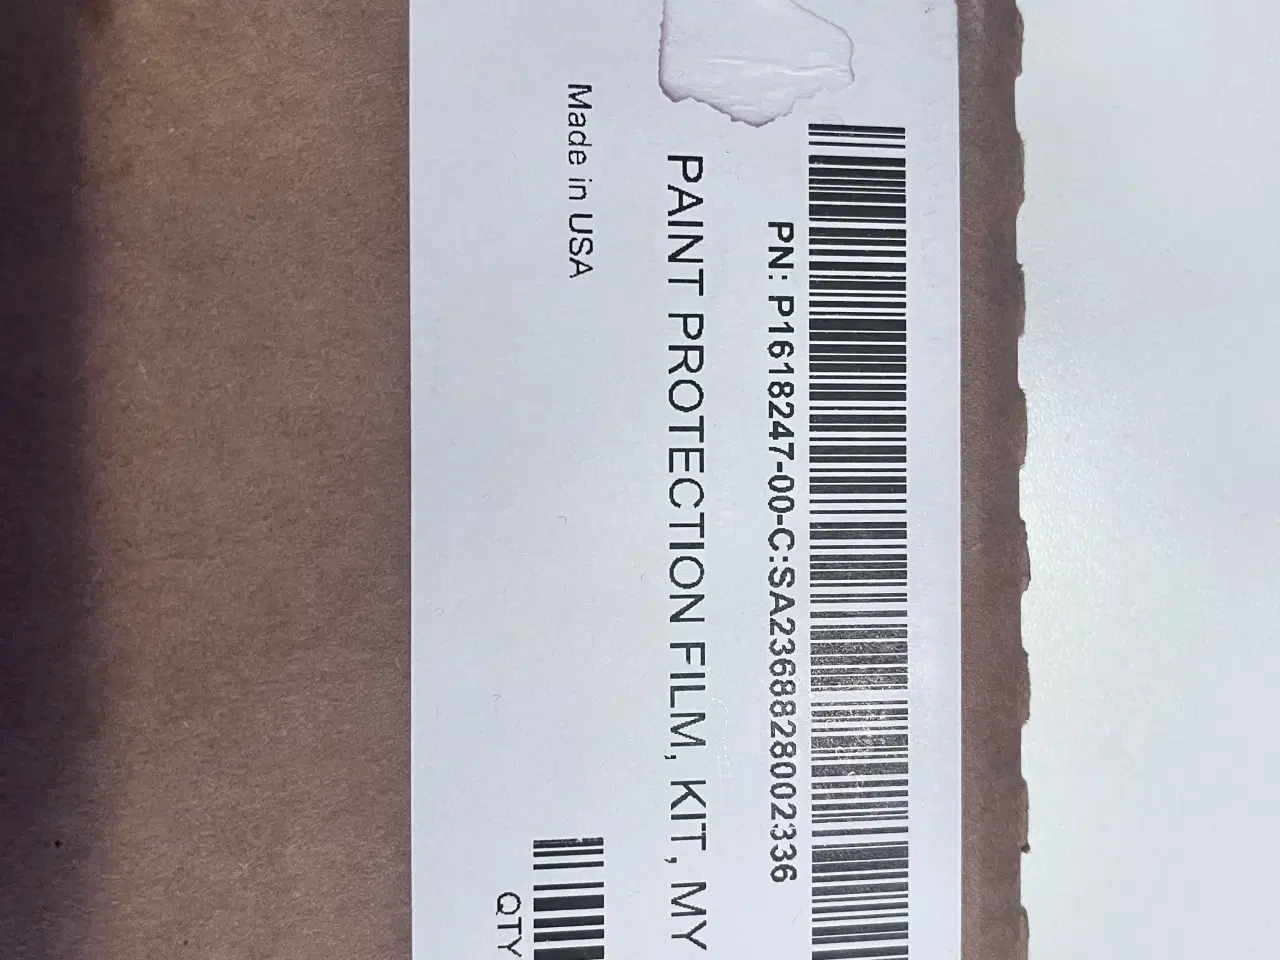 PN: P1618247-00-C:SA2368828002336
PAINT PROTECTION FILM, KIT, MY
Made in USA
QTY